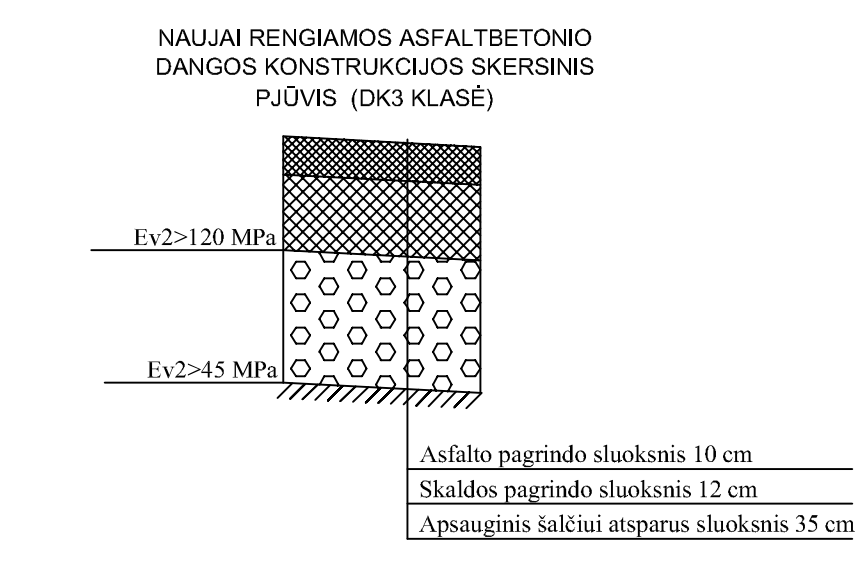 NAUJAI RENGIAMOS ASFALTBETONIO
DANGOS KONSTRUKCIJOS SKERSINIS
PJŪVIS (DK3 KLASĖ)
Ev2>120 MPa
Ev2>45 MPa
Asfalto pagrindo sluoksnis 10 cm
Skaldos pagrindo sluoksnis 12 cm
Apsauginis šalčiui atsparus sluoksnis 35 cm